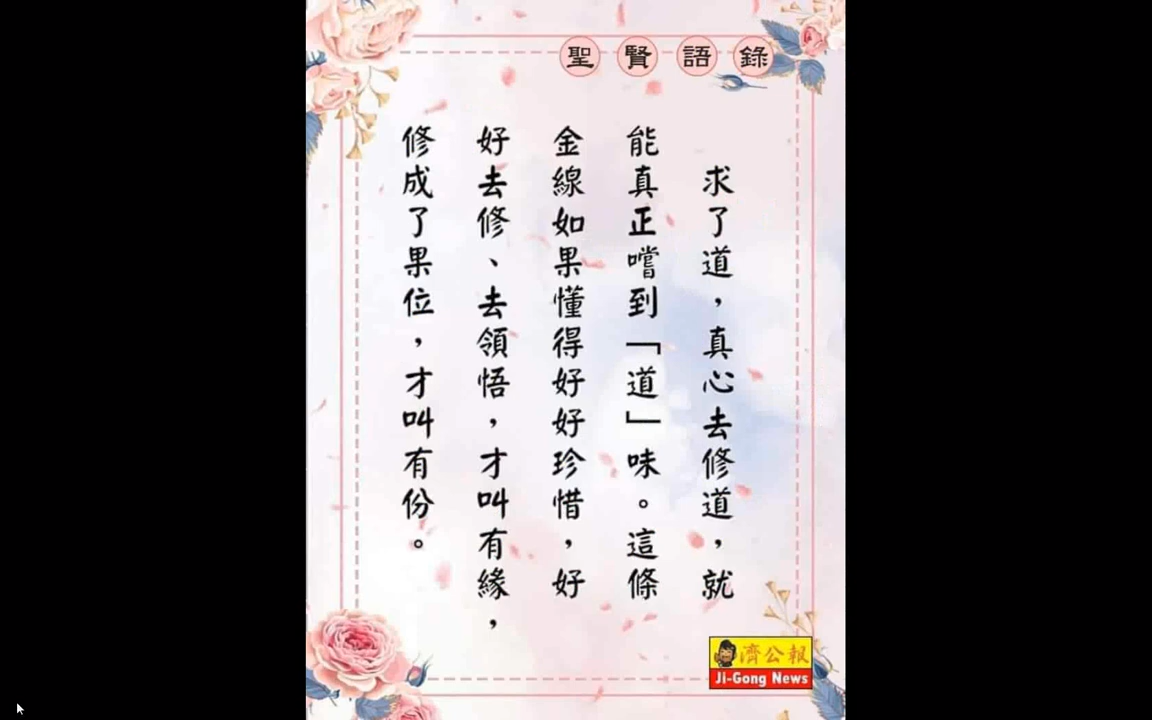 聖賢語錄
求了道，真心去修道，就
能真正嚐到「道」味。這條
金線如果懂得好好珍惜，好
好去修、去領悟，才叫有緣，
修成了果位，才叫有份。
濟公報
Ji-Gong News